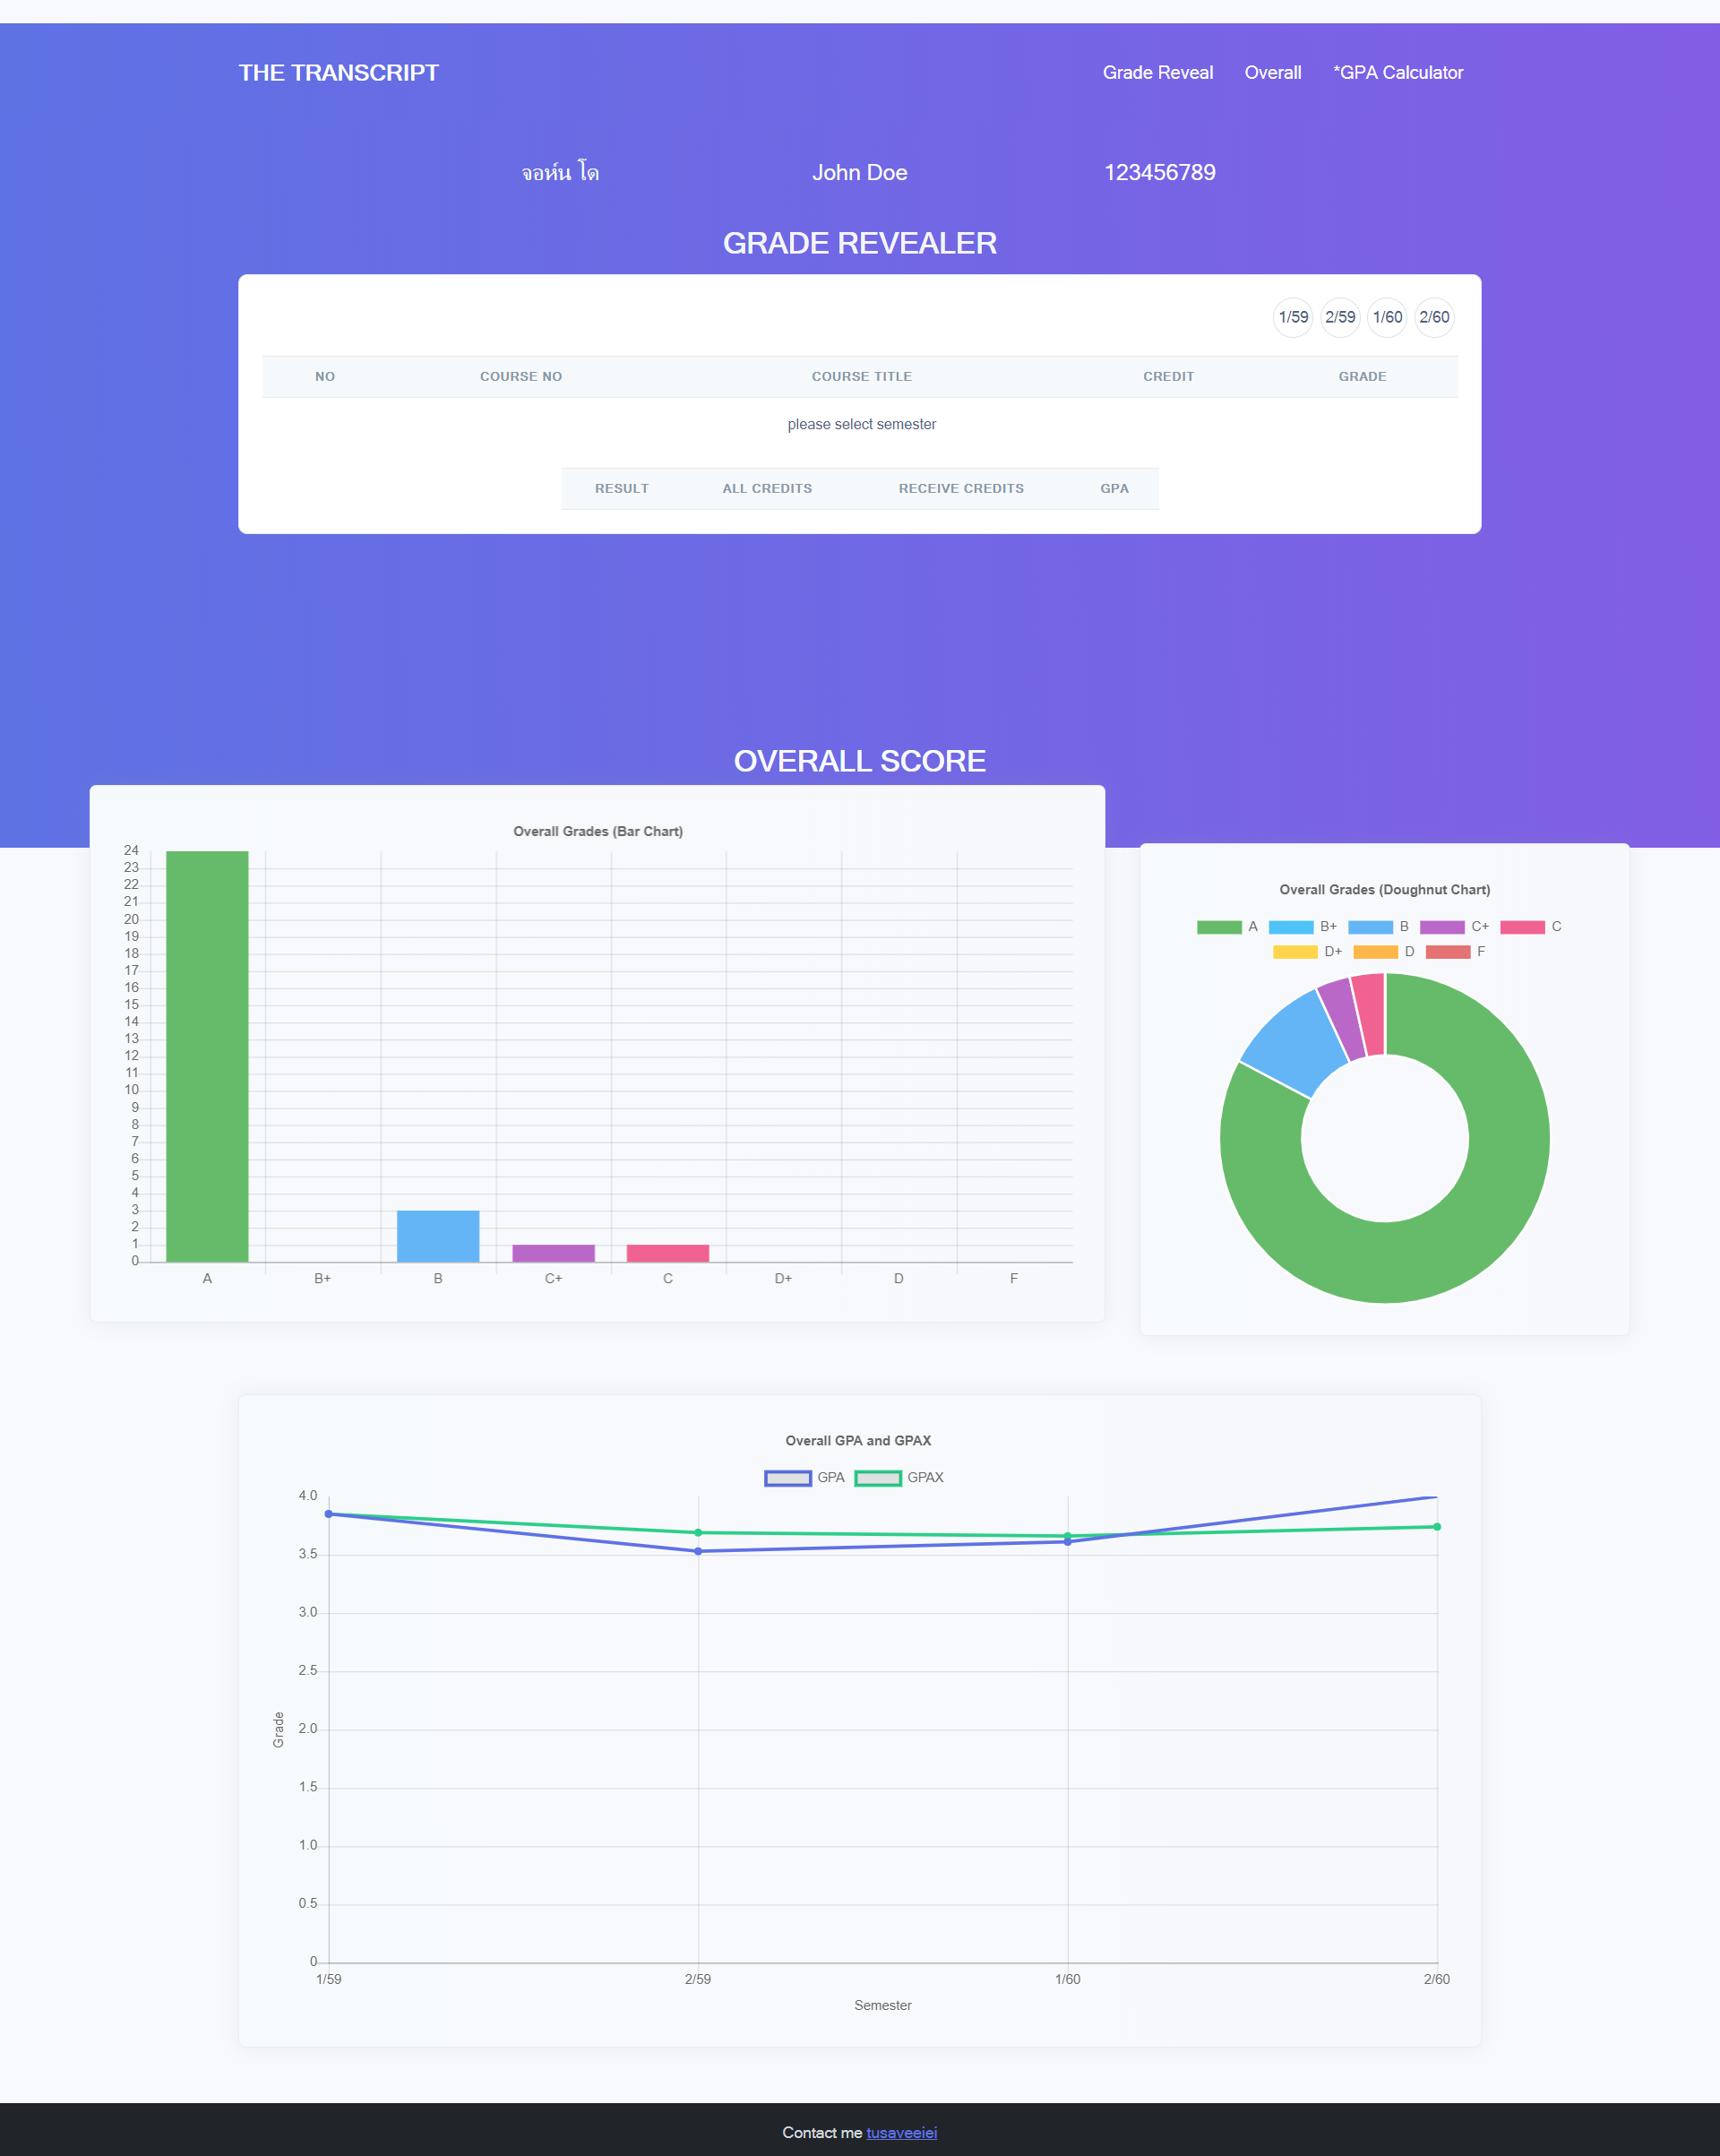 THE TRANSCRIPT
Grade Reveal Overall *GPA Calculator
จอห์น โด John Doe 123456789
GRADE REVEALER
1/59 2/59 1/60 2/60
NO COURSE NO COURSE TITLE CREDIT GRADE
please select semester
RESULT ALL CREDITS RECEIVE CREDITS GPA
OVERALL SCORE
Overall Grades (Bar Chart)
24
23
22
21
20
19
18
17
16
15
14
13
12
11
10
9
8
7
6
5
4
3
2
1
0
A B+ B C+ C D+ D F
Overall Grades (Doughnut Chart)
A B+ B C+ C
D+ D F
Overall GPA and GPAX
GPA GPAX
4.0
3.5
3.0
2.5
2.0
1.5
1.0
0.5
0
Grade
1/59 2/59 1/60 2/60
Semester
Contact me tusaveeiei